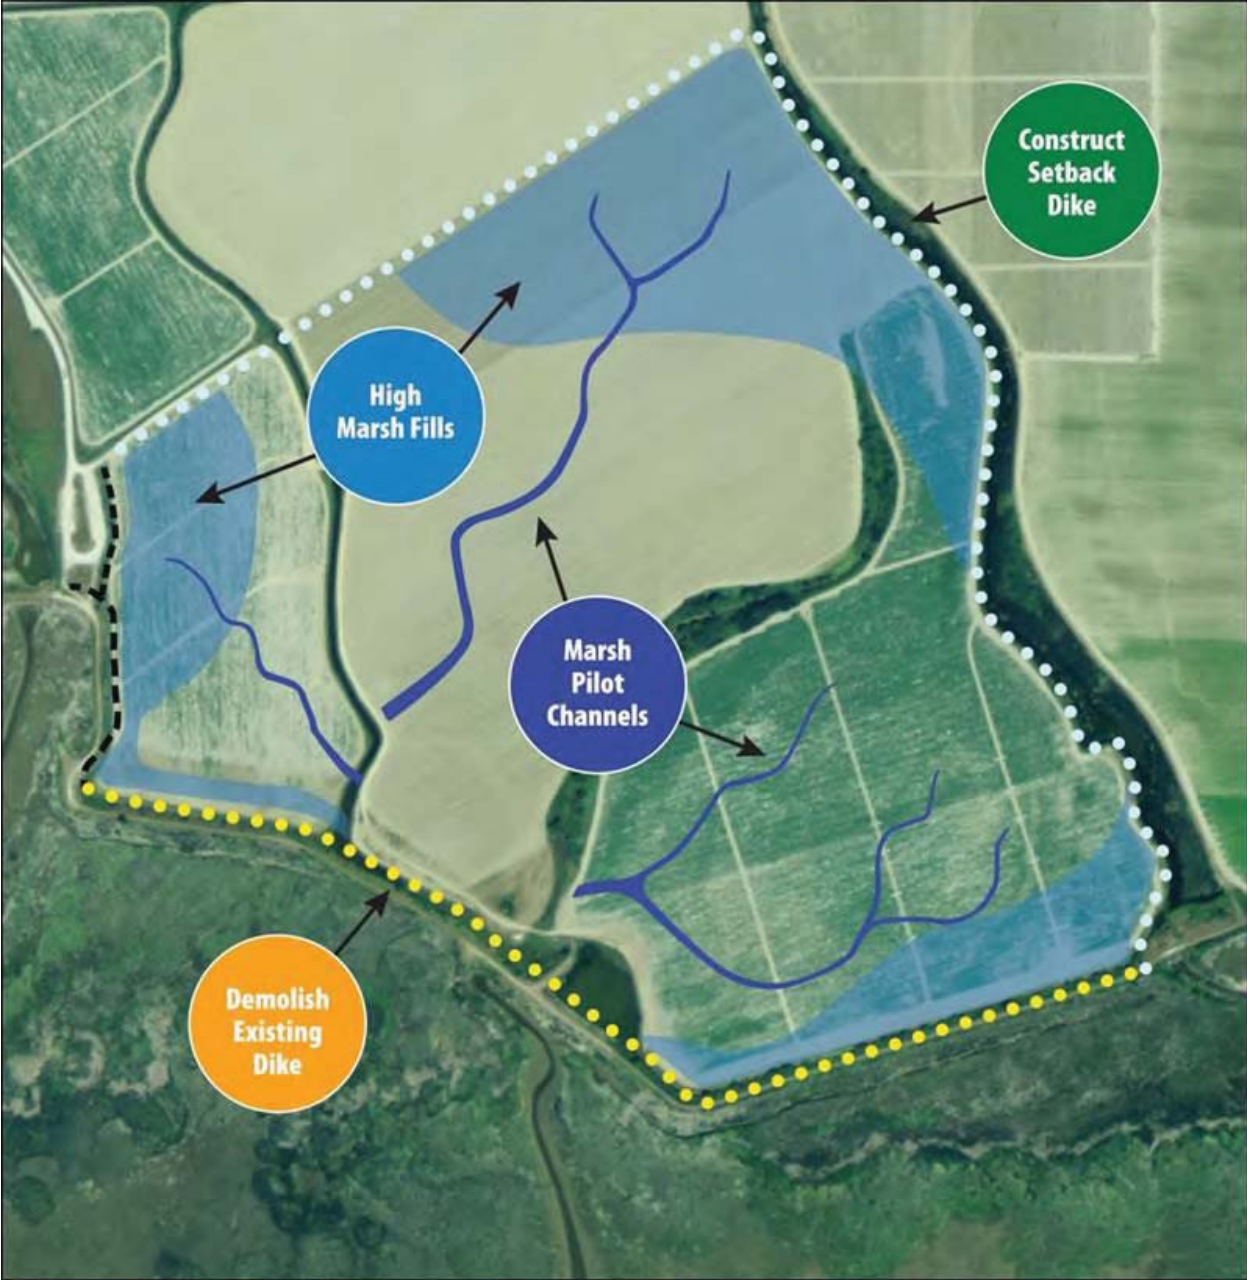 Construct
Setback
Dike
High
Marsh Fills
Marsh
Pilot
Channels
Demolish
Existing
Dike